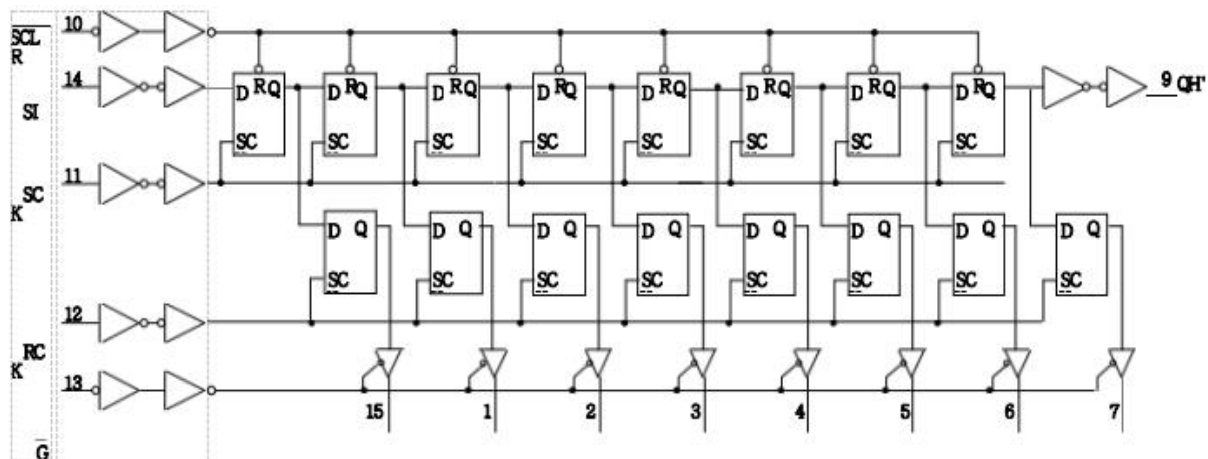 10
SCL
R
14
SI
9 QH'
D R Q D R Q D R Q D R Q D R Q D R Q D R Q D R Q
SC SC SC SC SC SC SC SC
11
SC
K
D Q D Q D Q D Q D Q D Q D Q D Q
SC SC SC SC SC SC SC SC
12
RC
K
13
15 1 2 3 4 5 6 7
G